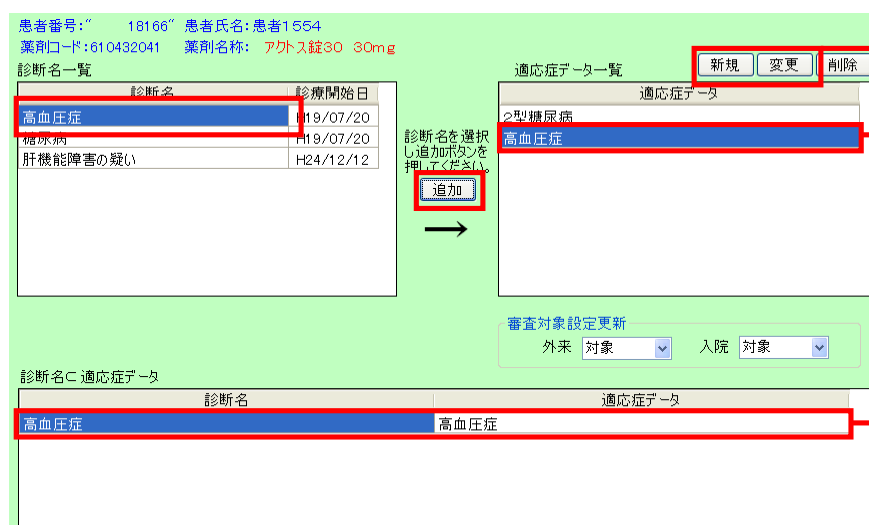 患者番号:“ 18166“ 患者氏名:患者1554
薬剤コード:610432041 薬剤名称: アクトス錠30 30mg
診断名一覧
適応症データ一覧 新規 変更 削除
診断名 診療開始日
高血圧症 H19/07/20
糖尿病 H19/07/20
肝機能障害の疑い H24/12/12
診断名を選択
し追加ボタンを
押してください。
追加
→
適応症データ
2型糖尿病
高血圧症
審査対象設定更新
外来 対象 入院 対象
診断名⊂適応症データ
診断名 適応症データ
高血圧症 高血圧症